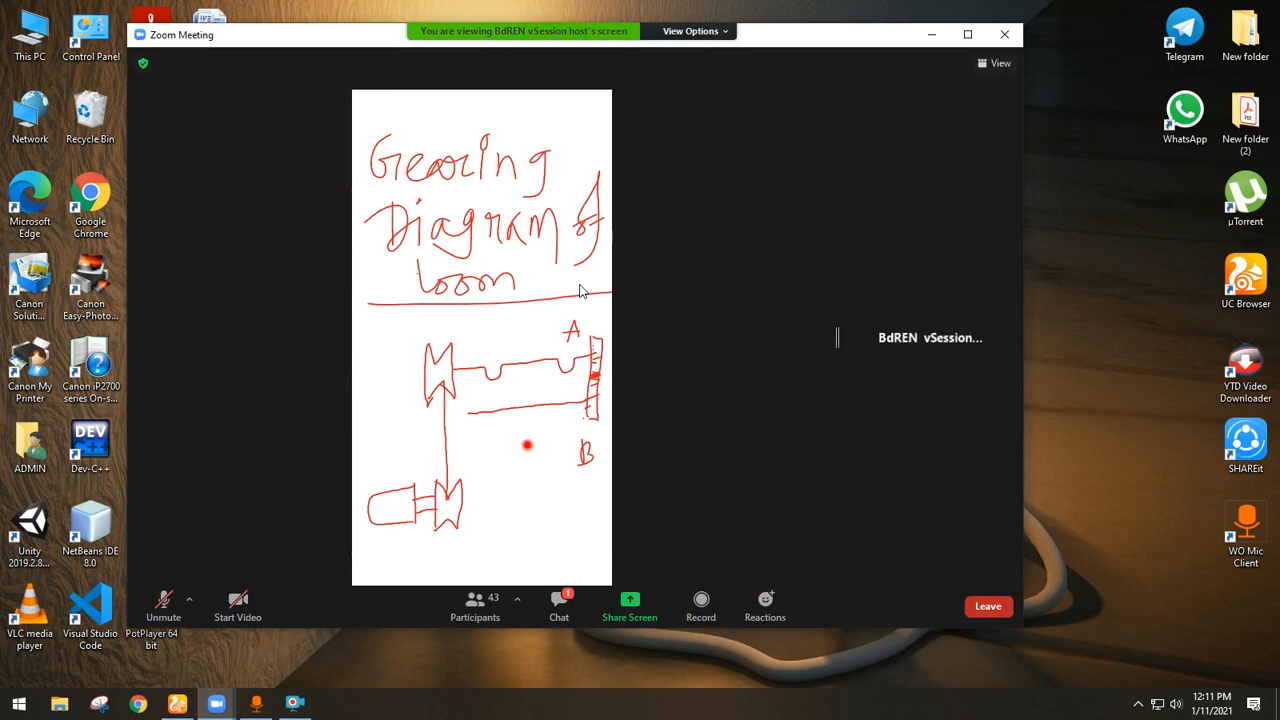 Zoom Meeting
You are viewing BdREN vSession host's screen
View Options
View
Gearing
Diagram of
loom
A
B
BdREN vSession...
Unmute
Start Video
43
Participants
1
Chat
Share Screen
Record
Reactions
Leave
This PC
Control Panel
Network
Recycle Bin
Microsoft
Edge
Google
Chrome
Canon
Soluti...
Canon
Easy-Photo...
Canon My
Printer
Canon iP2700
series On-s...
ADMIN
DEV
Dev-C++
Unity
2019.2.8...
NetBeans IDE
8.0
VLC media
player
Visual Studio
Code
PotPlayer 64
bit
Telegram
New folder
WhatsApp
New folder
(2)
µTorrent
UC Browser
YTD Video
Downloader
SHAREit
WO Mic
Client
12:11 PM
1/11/2021